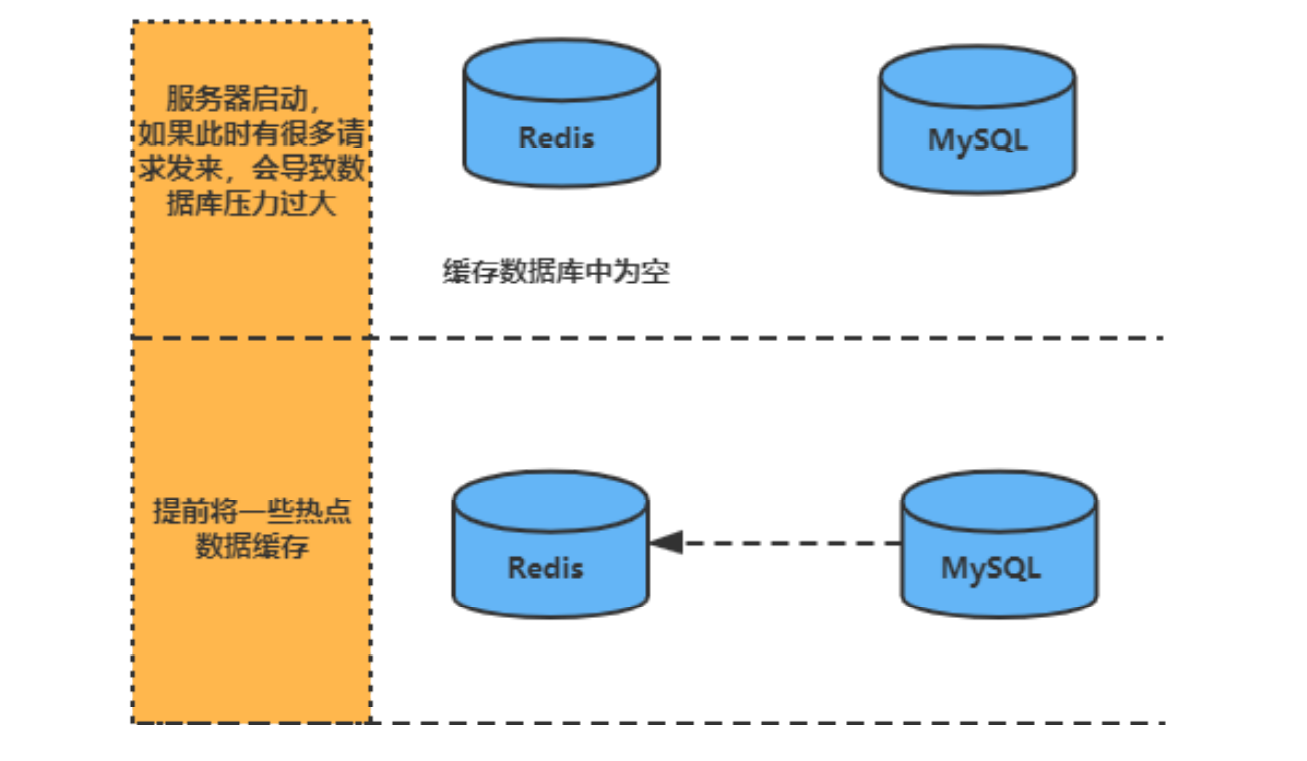 服务器启动，
如果此时有很多请
求发来，会导致数
据库压力过大
Redis
MySQL
缓存数据库中为空
提前将一些热点
数据缓存
Redis
MySQL